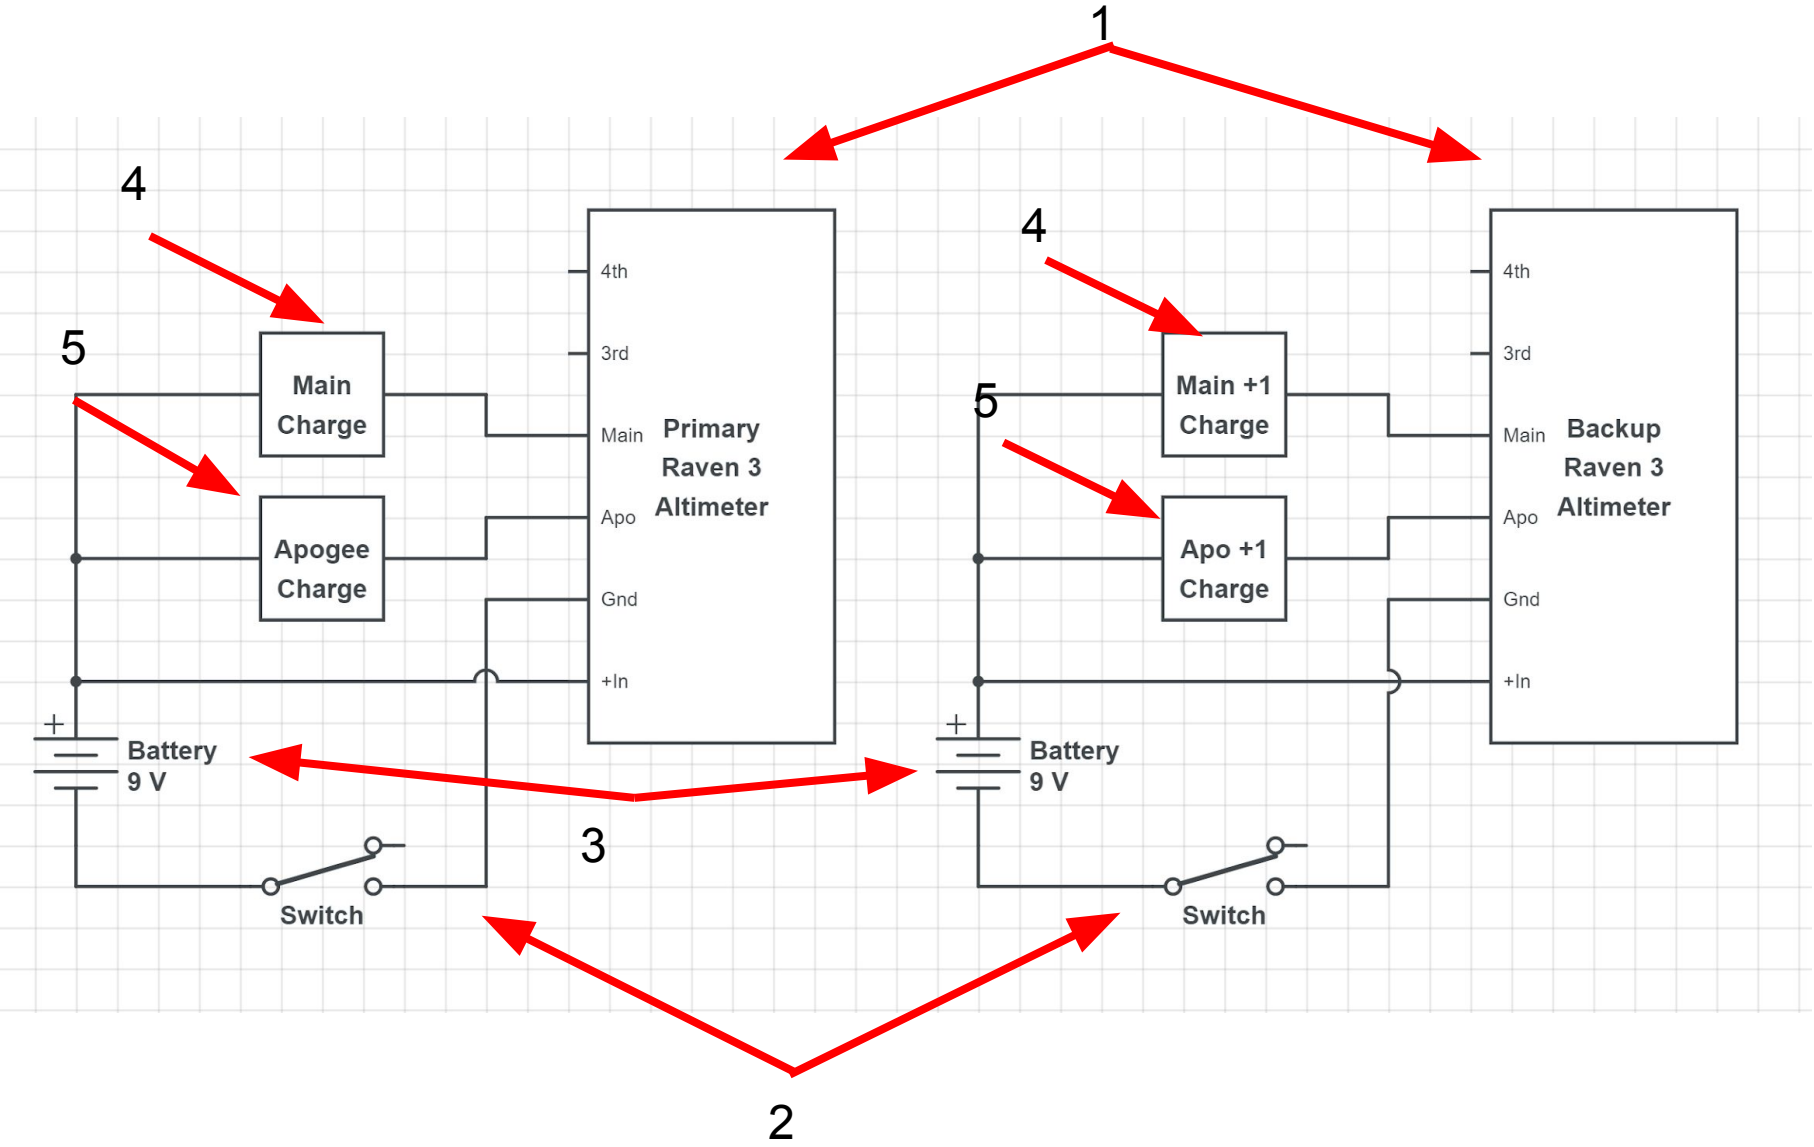 1
4
4
5
5
4th
3rd
Main
Charge
Main
Primary
Raven 3
Altimeter
Apo
Apogee
Charge
Gnd
+In
+
Battery
9 V
Switch
4th
3rd
Main +1
Charge
Main
Backup
Raven 3
Altimeter
Apo
Apo +1
Charge
Gnd
+In
+
Battery
9 V
Switch
3
2